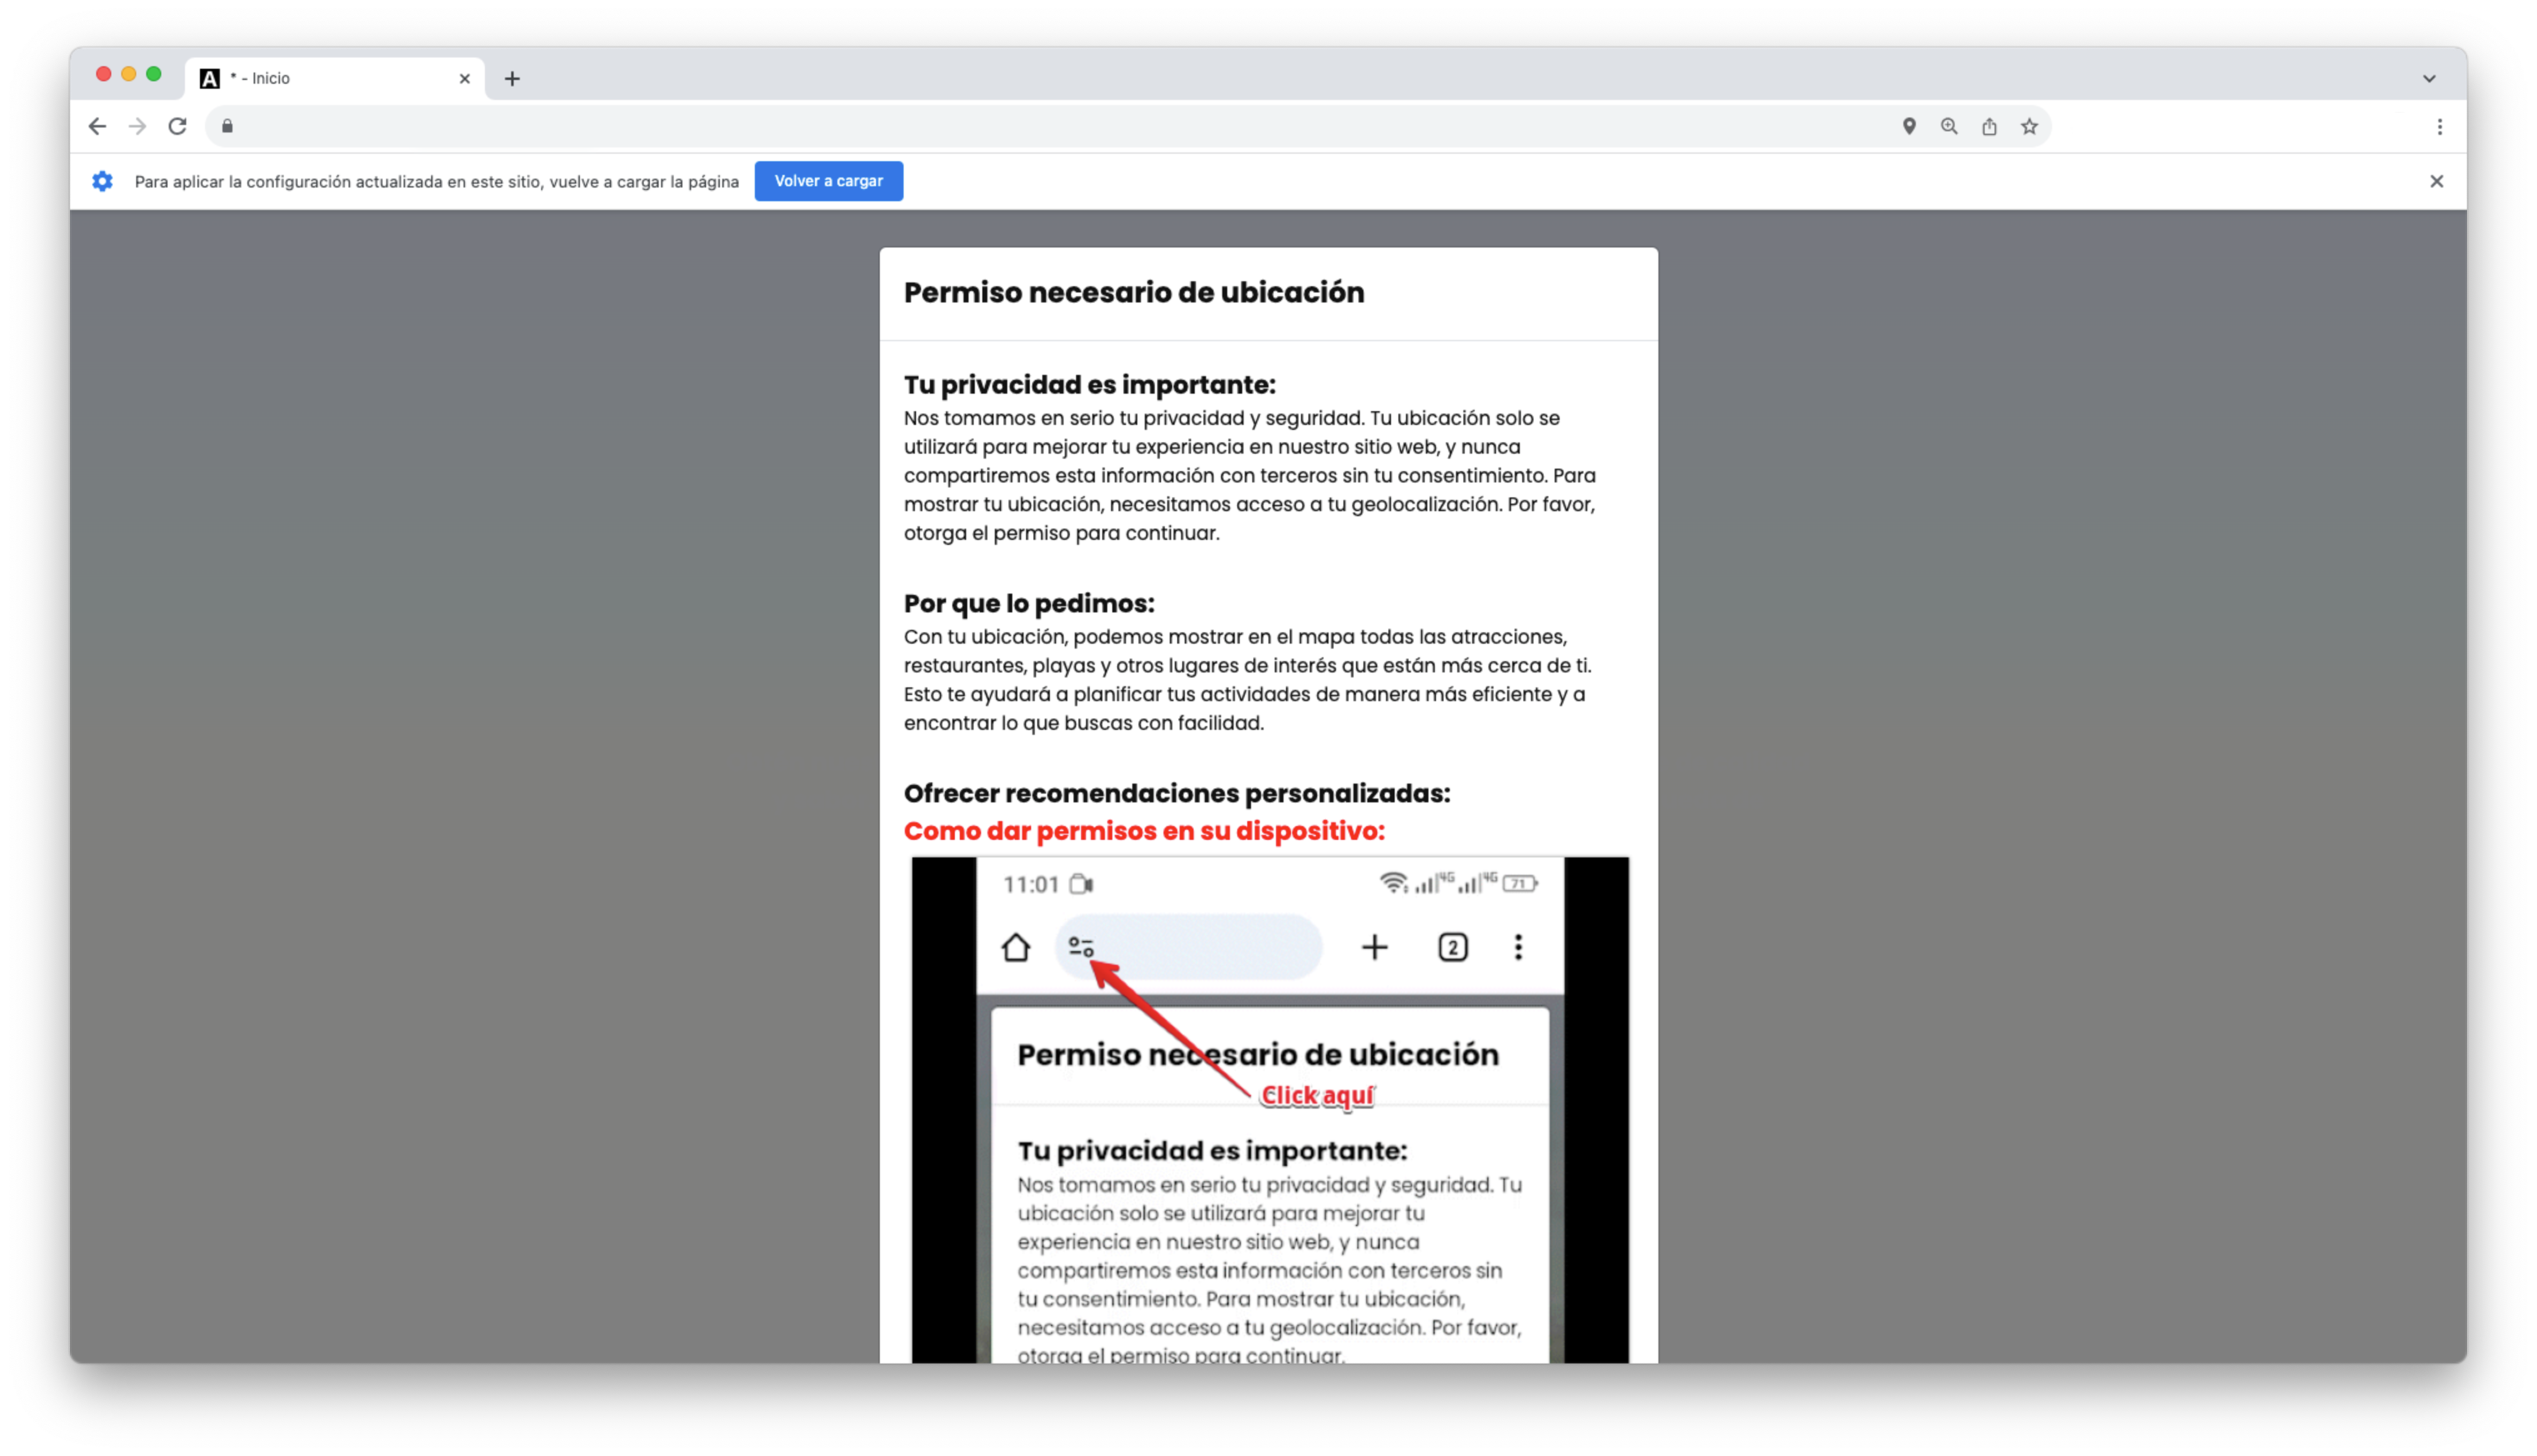 * - Inicio
Para aplicar la configuración actualizada en este sitio, vuelve a cargar la página
Volver a cargar
Permiso necesario de ubicación
Tu privacidad es importante:
Nos tomamos en serio tu privacidad y seguridad. Tu ubicación solo se
utilizará para mejorar tu experiencia en nuestro sitio web, y nunca
compartiremos esta información con terceros sin tu consentimiento. Para
mostrar tu ubicación, necesitamos acceso a tu geolocalización. Por favor,
otorga el permiso para continuar.
Por que lo pedimos:
Con tu ubicación, podemos mostrar en el mapa todas las atracciones,
restaurantes, playas y otros lugares de interés que están más cerca de ti.
Esto te ayudará a planificar tus actividades de manera más eficiente y a
encontrar lo que buscas con facilidad.
Ofrecer recomendaciones personalizadas:
Como dar permisos en su dispositivo:
11:01 4G 4G 71
2
Permiso necesario de ubicación
Click aquí
Tu privacidad es importante:
Nos tomamos en serio tu privacidad y seguridad. Tu
ubicación solo se utilizará para mejorar tu
experiencia en nuestro sitio web, y nunca
compartiremos esta información con terceros sin
tu consentimiento. Para mostrar tu ubicación,
necesitamos acceso a tu geolocalización. Por favor,
otorga el permiso para continuar.